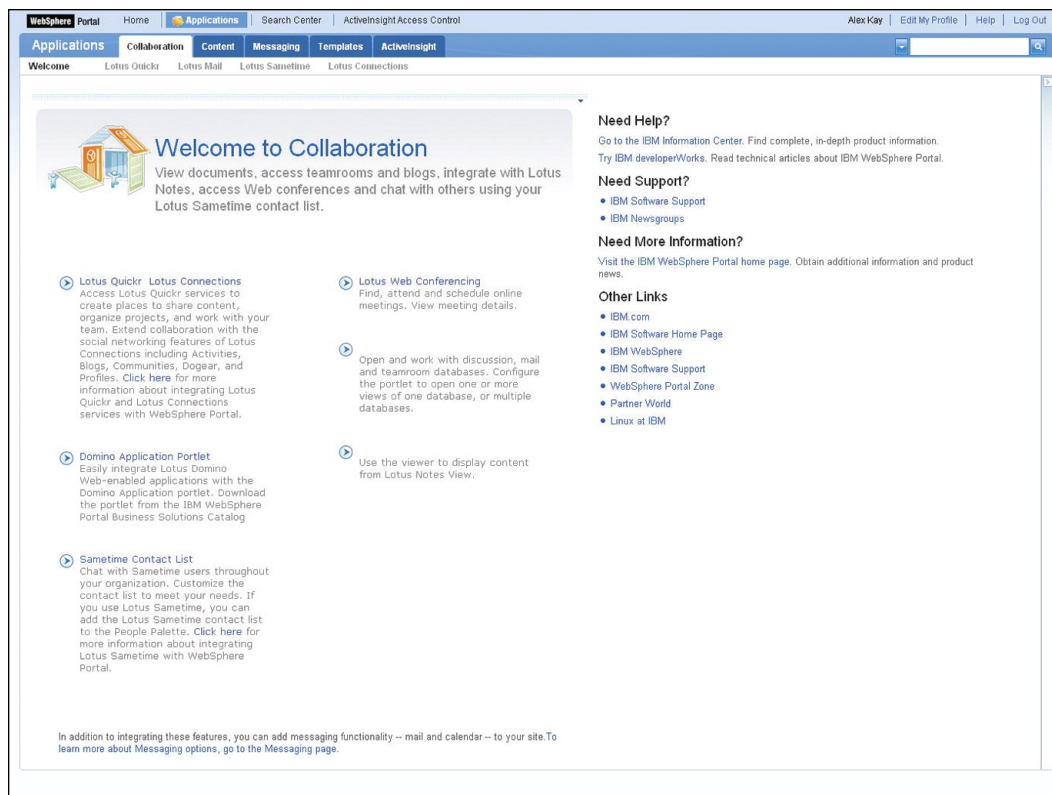 WebSphere Portal Home Applications Search Center ActiveInsight Access Control Alex Kay Edit My Profile Help Log Out
Applications Collaboration Content Messaging Templates ActiveInsight
Welcome Lotus Quickr Lotus Mail Lotus Sametime Lotus Connections
Welcome to Collaboration
View documents, access teamrooms and blogs, integrate with Lotus
Notes, access Web conferences and chat with others using your
Lotus Sametime contact list.
Lotus Quickr Lotus Connections
Access Lotus Quickr services to
create places to share content,
organize projects, and work with your
team. Extend collaboration with the
social networking features of Lotus
Connections including Activities,
Blogs, Communities, Dogear, and
Profiles. Click here for more
information about integrating Lotus
Quickr and Lotus Connections
services with WebSphere Portal.
Domino Application Portlet
Easily integrate Lotus Domino
Web-enabled applications with the
Domino Application portlet. Download
the portlet from the IBM WebSphere
Portal Business Solutions Catalog
Sametime Contact List
Chat with Sametime users throughout
your organization. Customize the
contact list to meet your needs. If
you use Lotus Sametime, you can
add the Lotus Sametime contact list
to the People Palette. Click here for
more information about integrating
Lotus Sametime with WebSphere
Portal.
Lotus Web Conferencing
Find, attend and schedule online
meetings. View meeting details.
Open and work with discussion, mail
and teamroom databases. Configure
the portlet to open one or more
views of one database, or multiple
databases.
Use the viewer to display content
from Lotus Notes View.
In addition to integrating these features, you can add messaging functionality -- mail and calendar -- to your site.To
learn more about Messaging options, go to the Messaging page.
Need Help?
Go to the IBM Information Center. Find complete, in-depth product information.
Try IBM developerWorks. Read technical articles about IBM WebSphere Portal.
Need Support?
IBM Software Support
IBM Newsgroups
Need More Information?
Visit the IBM WebSphere Portal home page. Obtain additional information and product
news.
Other Links
IBM.com
IBM Software Home Page
IBM WebSphere
IBM Software Support
WebSphere Portal Zone
Partner World
Linux at IBM